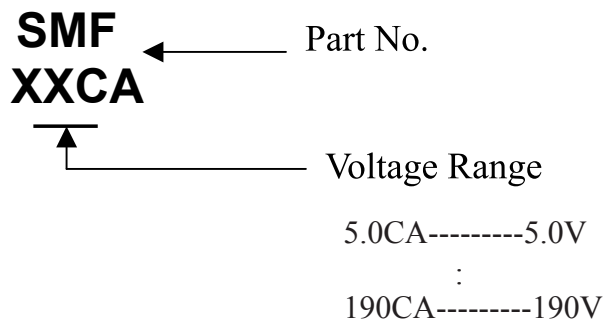 SMF
XXCA
Part No.
Voltage Range
5.0CA---------5.0V
:
190CA---------190V